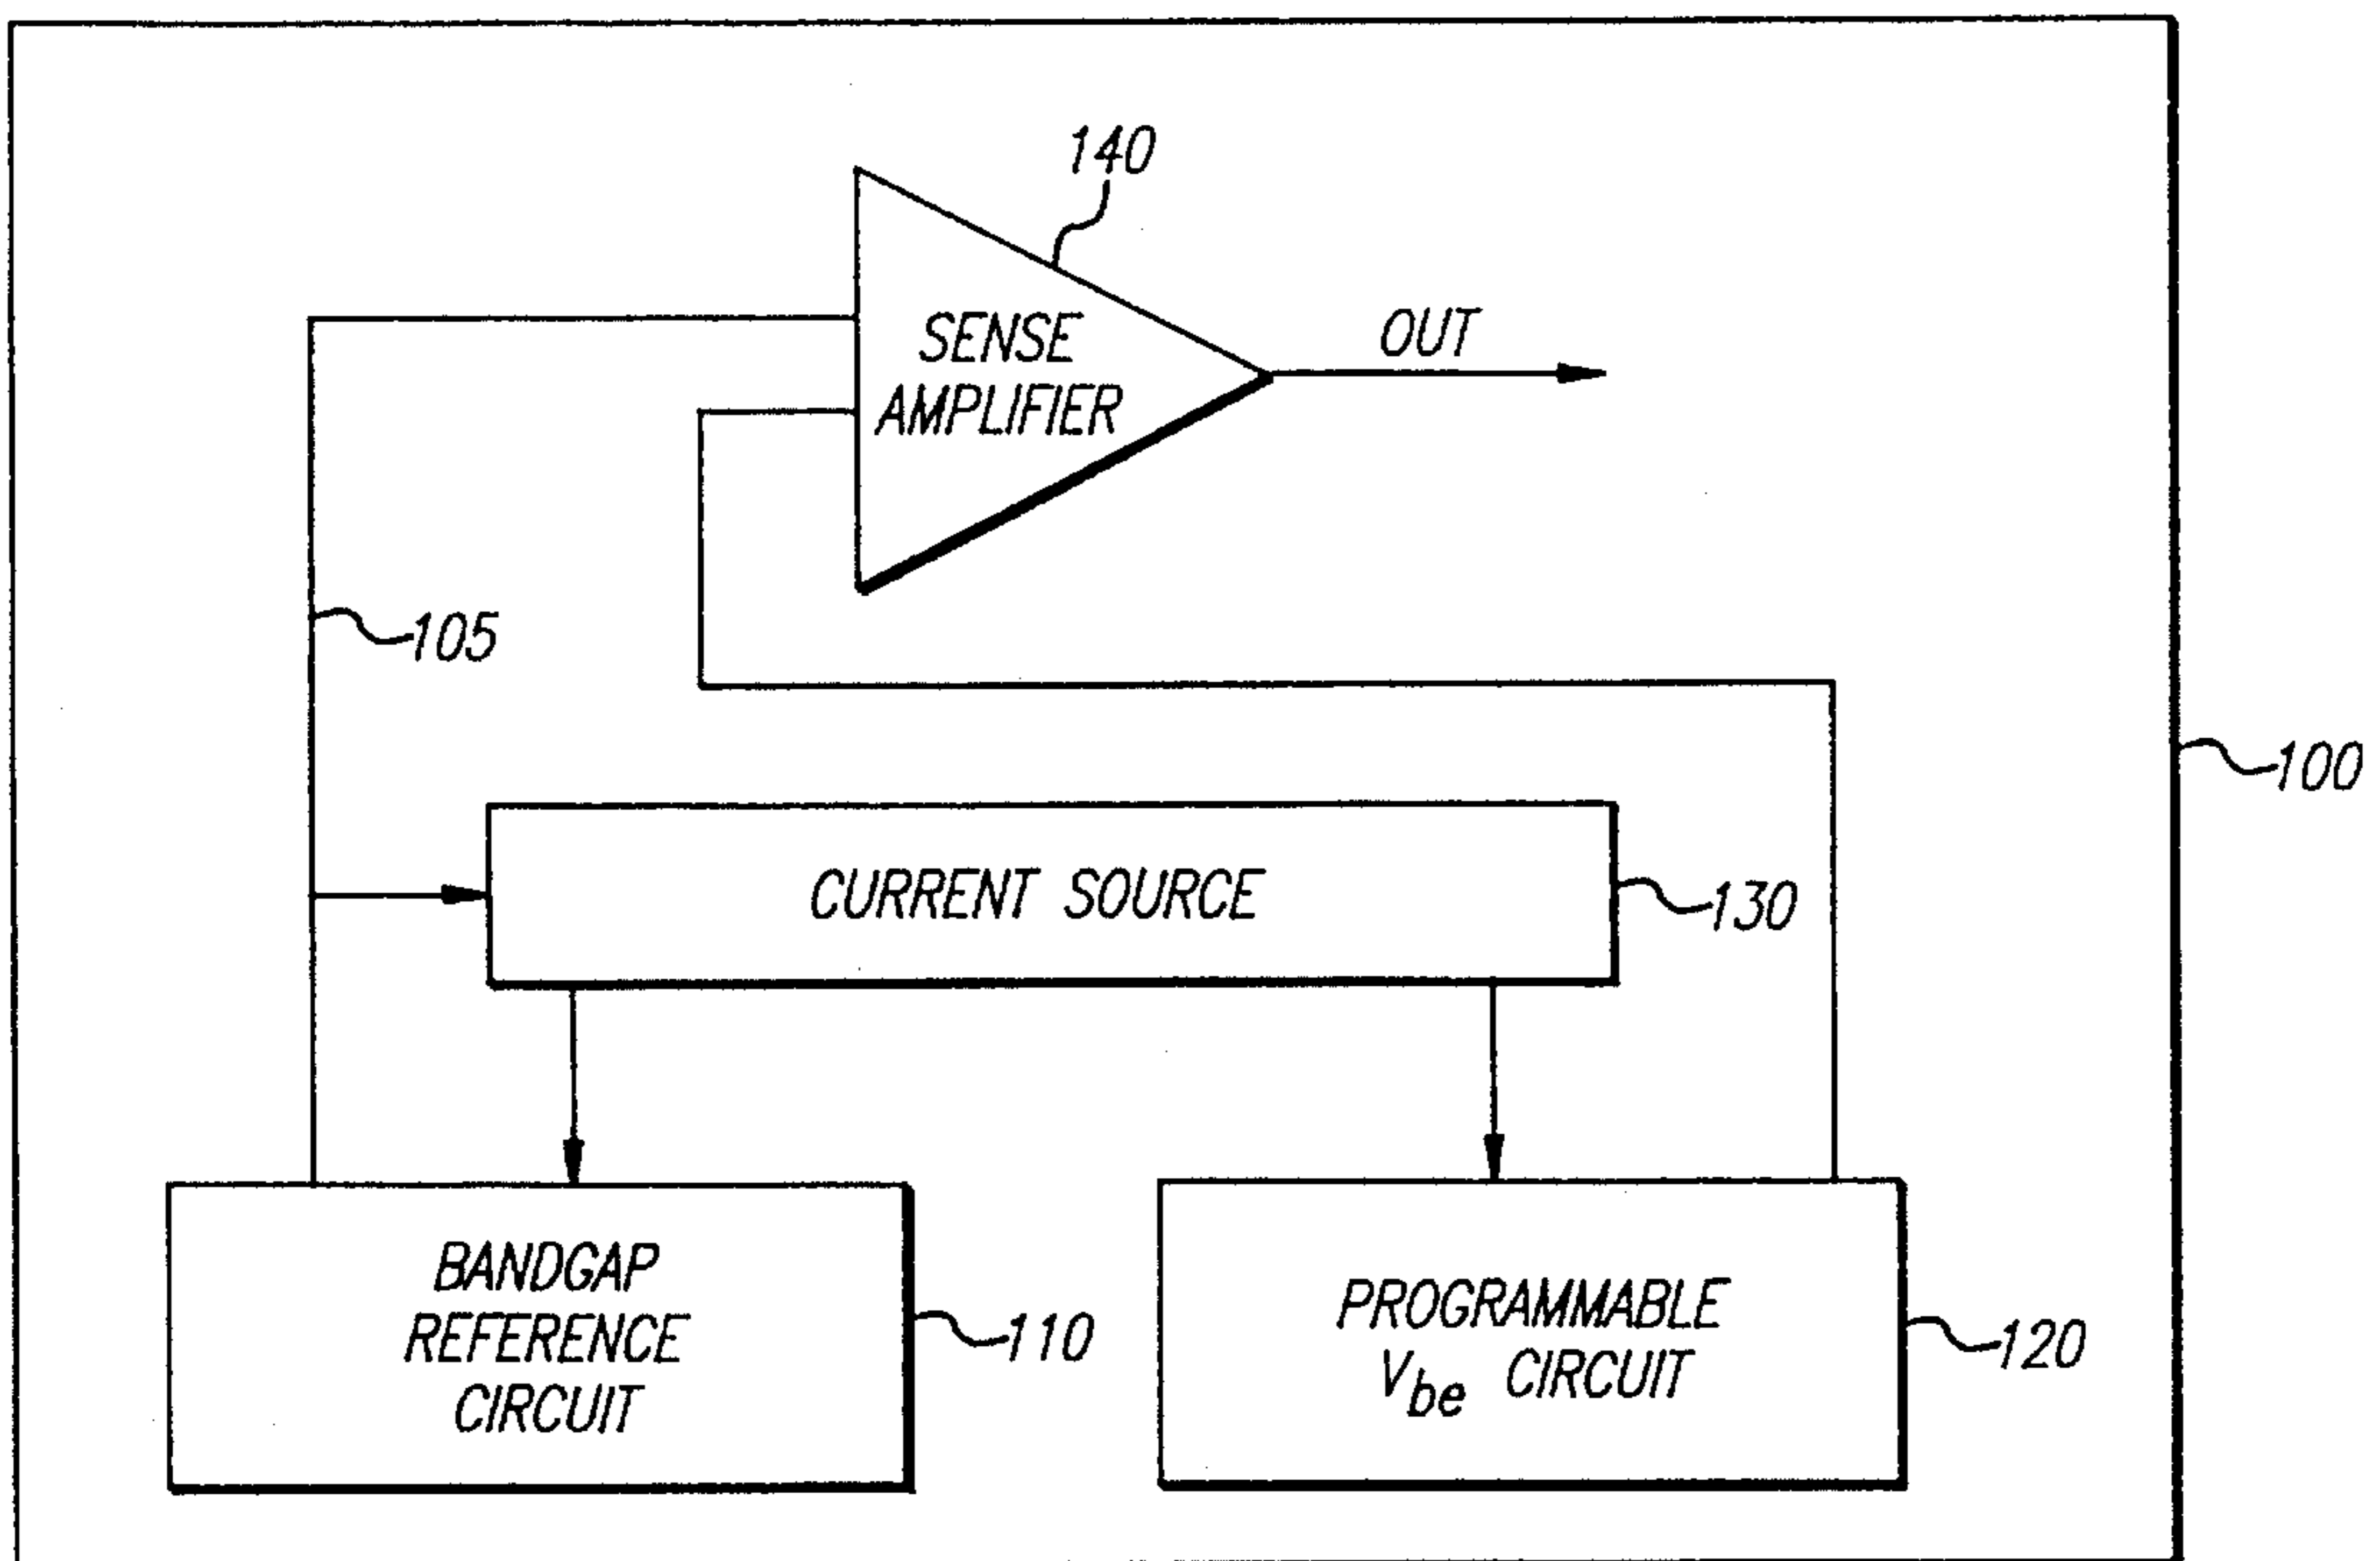 140
SENSE
AMPLIFIER
OUT
105
100
CURRENT SOURCE
130
BANDGAP
REFERENCE
CIRCUIT
110
PROGRAMMABLE
Vbe CIRCUIT
120